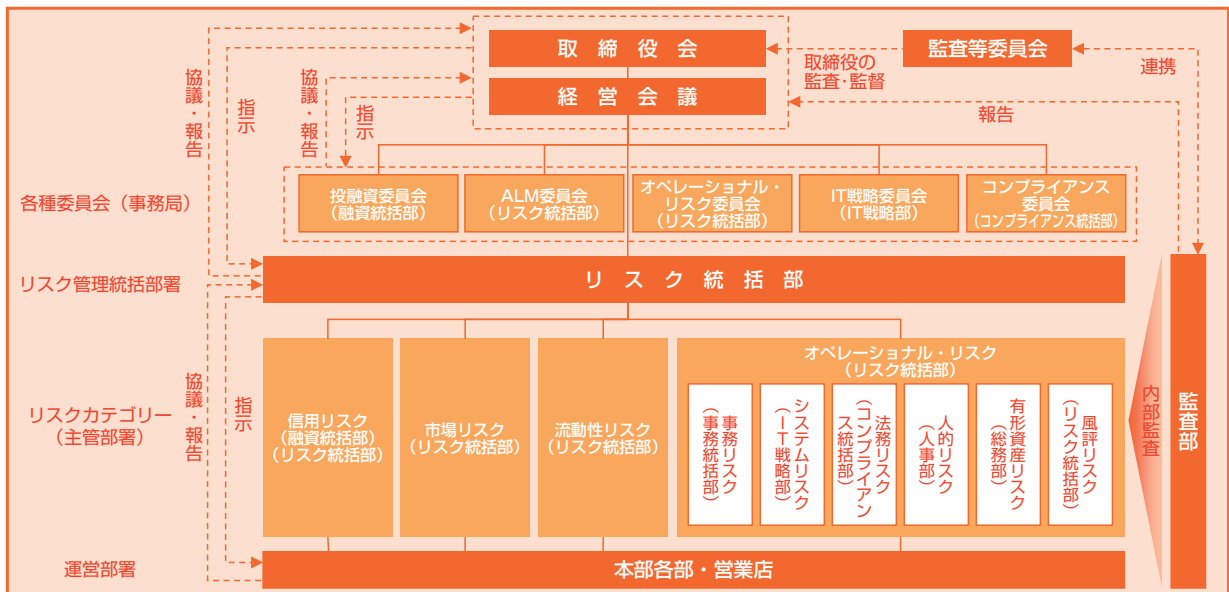 取締役会
監査等委員会
取締役の
監査・監督
連携
経営会議
報告
協議・報告
指示
協議・報告
指示
各種委員会（事務局）
投融資委員会
（融資統括部）
ALM委員会
（リスク統括部）
オペレーショナル・
リスク委員会
（リスク統括部）
IT戦略委員会
（IT戦略部）
コンプライアンス
委員会
（コンプライアンス統括部）
リスク管理統括部署
リスク統括部
リスクカテゴリー
（主管部署）
協議・報告
指示
信用リスク
（融資統括部）
（リスク統括部）
市場リスク
（リスク統括部）
流動性リスク
（リスク統括部）
オペレーショナル・リスク
（リスク統括部）
事務リスク
（事務統括部）
システムリスク
（IT戦略部）
法務リスク
（コンプライアン
ス統括部）
人的リスク
（人事部）
有形資産リスク
（総務部）
風評リスク
（リスク統括部）
内部監査
監査部
運営部署
本部各部・営業店